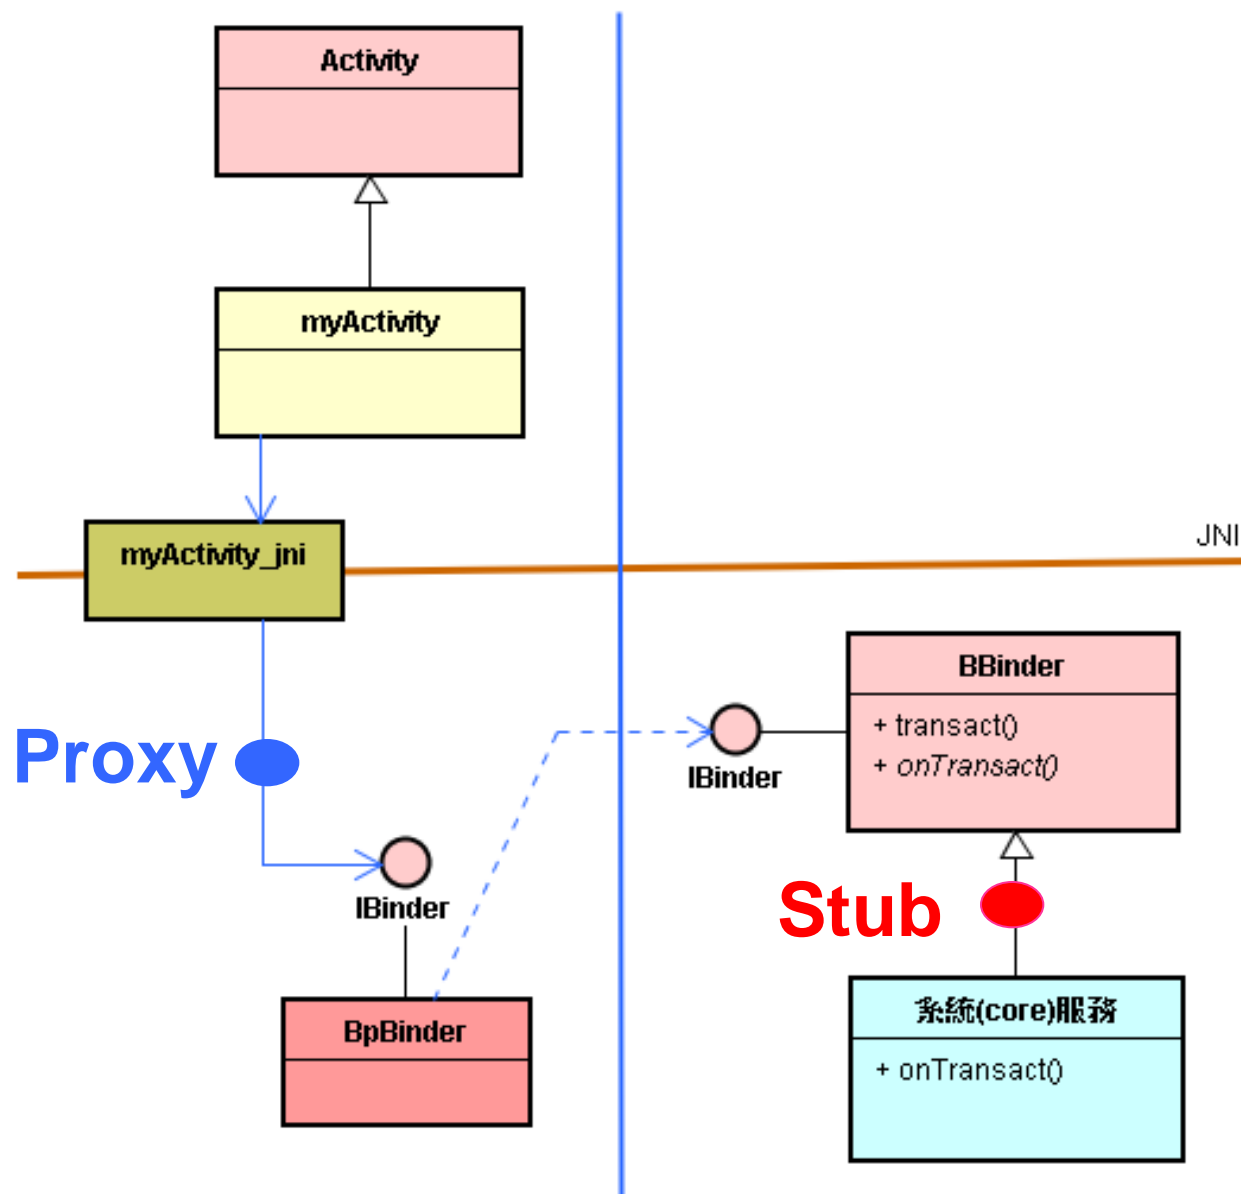 Activity
myActivity
myActivity_jni
JNI
BBinder
+ transact()
+ onTransact()
IBinder
Proxy
IBinder
Stub
BpBinder
系統(core)服務
+ onTransact()